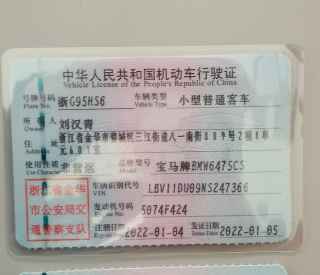 中华人民共和国机动车行驶证
Vehicle License of the People's Republic of China
号牌号码 浙G95HS6 车辆类型 小型普通客车
Plate No. Vehicle Type
所有人 刘汉青
Owner
住址 浙江省金华市婺城区三江街道八一南街889号2幢1单
Address 元601室
使用性质 非营运 品牌型号 宝马牌BMW6475CS
Use Character Model
浙江省金华
市公安局交
通警察支队
车辆识别代号 LBV11DU09NS247366
VIN
发动机号码 5074F424
Engine No.
注册日期 2022-01-04 发证日期 2022-01-05
Register Date Issue Date